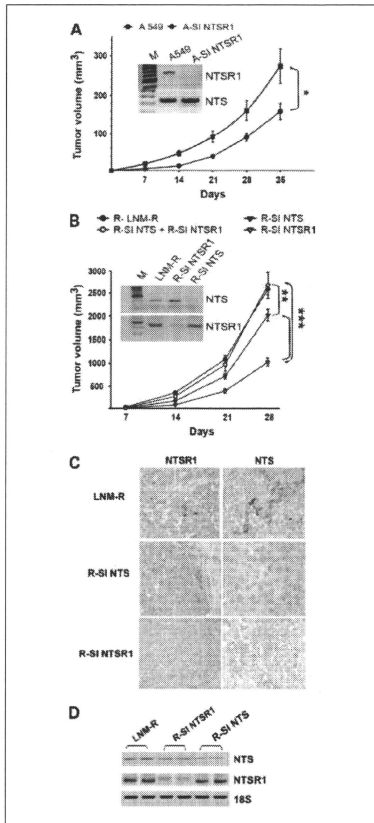 A
A 549 A-SI NTSR1
Tumor volume (mm³)
300
200
100
M A549 A-SI NTSR1
NTSR1
NTS
*
7 14 21 28 35
Days
B
R- LNM-R R-SI NTS
R-SI NTS + R-SI NTSR1 R-SI NTSR1
Tumor volume (mm³)
3000
2500
2000
1500
1000
500
M LNM-R R-SI NTSR1 R-SI NTS
NTS
NTSR1
**
***
7 14 21 28
Days
C
NTSR1 NTS
LNM-R
R-SI NTS
R-SI NTSR1
D
LNM-R R-SI NTSR1 R-SI NTS
NTS
NTSR1
18S